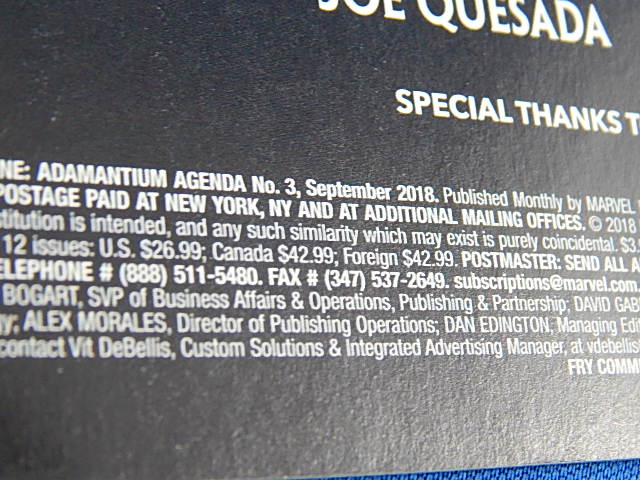 JOE QUESADA
SPECIAL THANKS T
NE: ADAMANTIUM AGENDA No. 3, September 2018. Published Monthly by MARVEL
POSTAGE PAID AT NEW YORK, NY AND AT ADDITIONAL MAILING OFFICES. © 2018
stitution is intended, and any such similarity which may exist is purely coincidental. $3.
12 issues: U.S. $26.99; Canada $42.99; Foreign $42.99. POSTMASTER: SEND ALL A
ELEPHONE # (888) 511-5480. FAX # (347) 537-2649. subscriptions@marvel.com.
BOGART, SVP of Business Affairs & Operations, Publishing & Partnership; DAVID GAB
gy; ALEX MORALES, Director of Publishing Operations; DAN EDINGTON, Managing Edi
contact Vit DeBellis, Custom Solutions & Integrated Advertising Manager, at vdebellis
FRY COMM